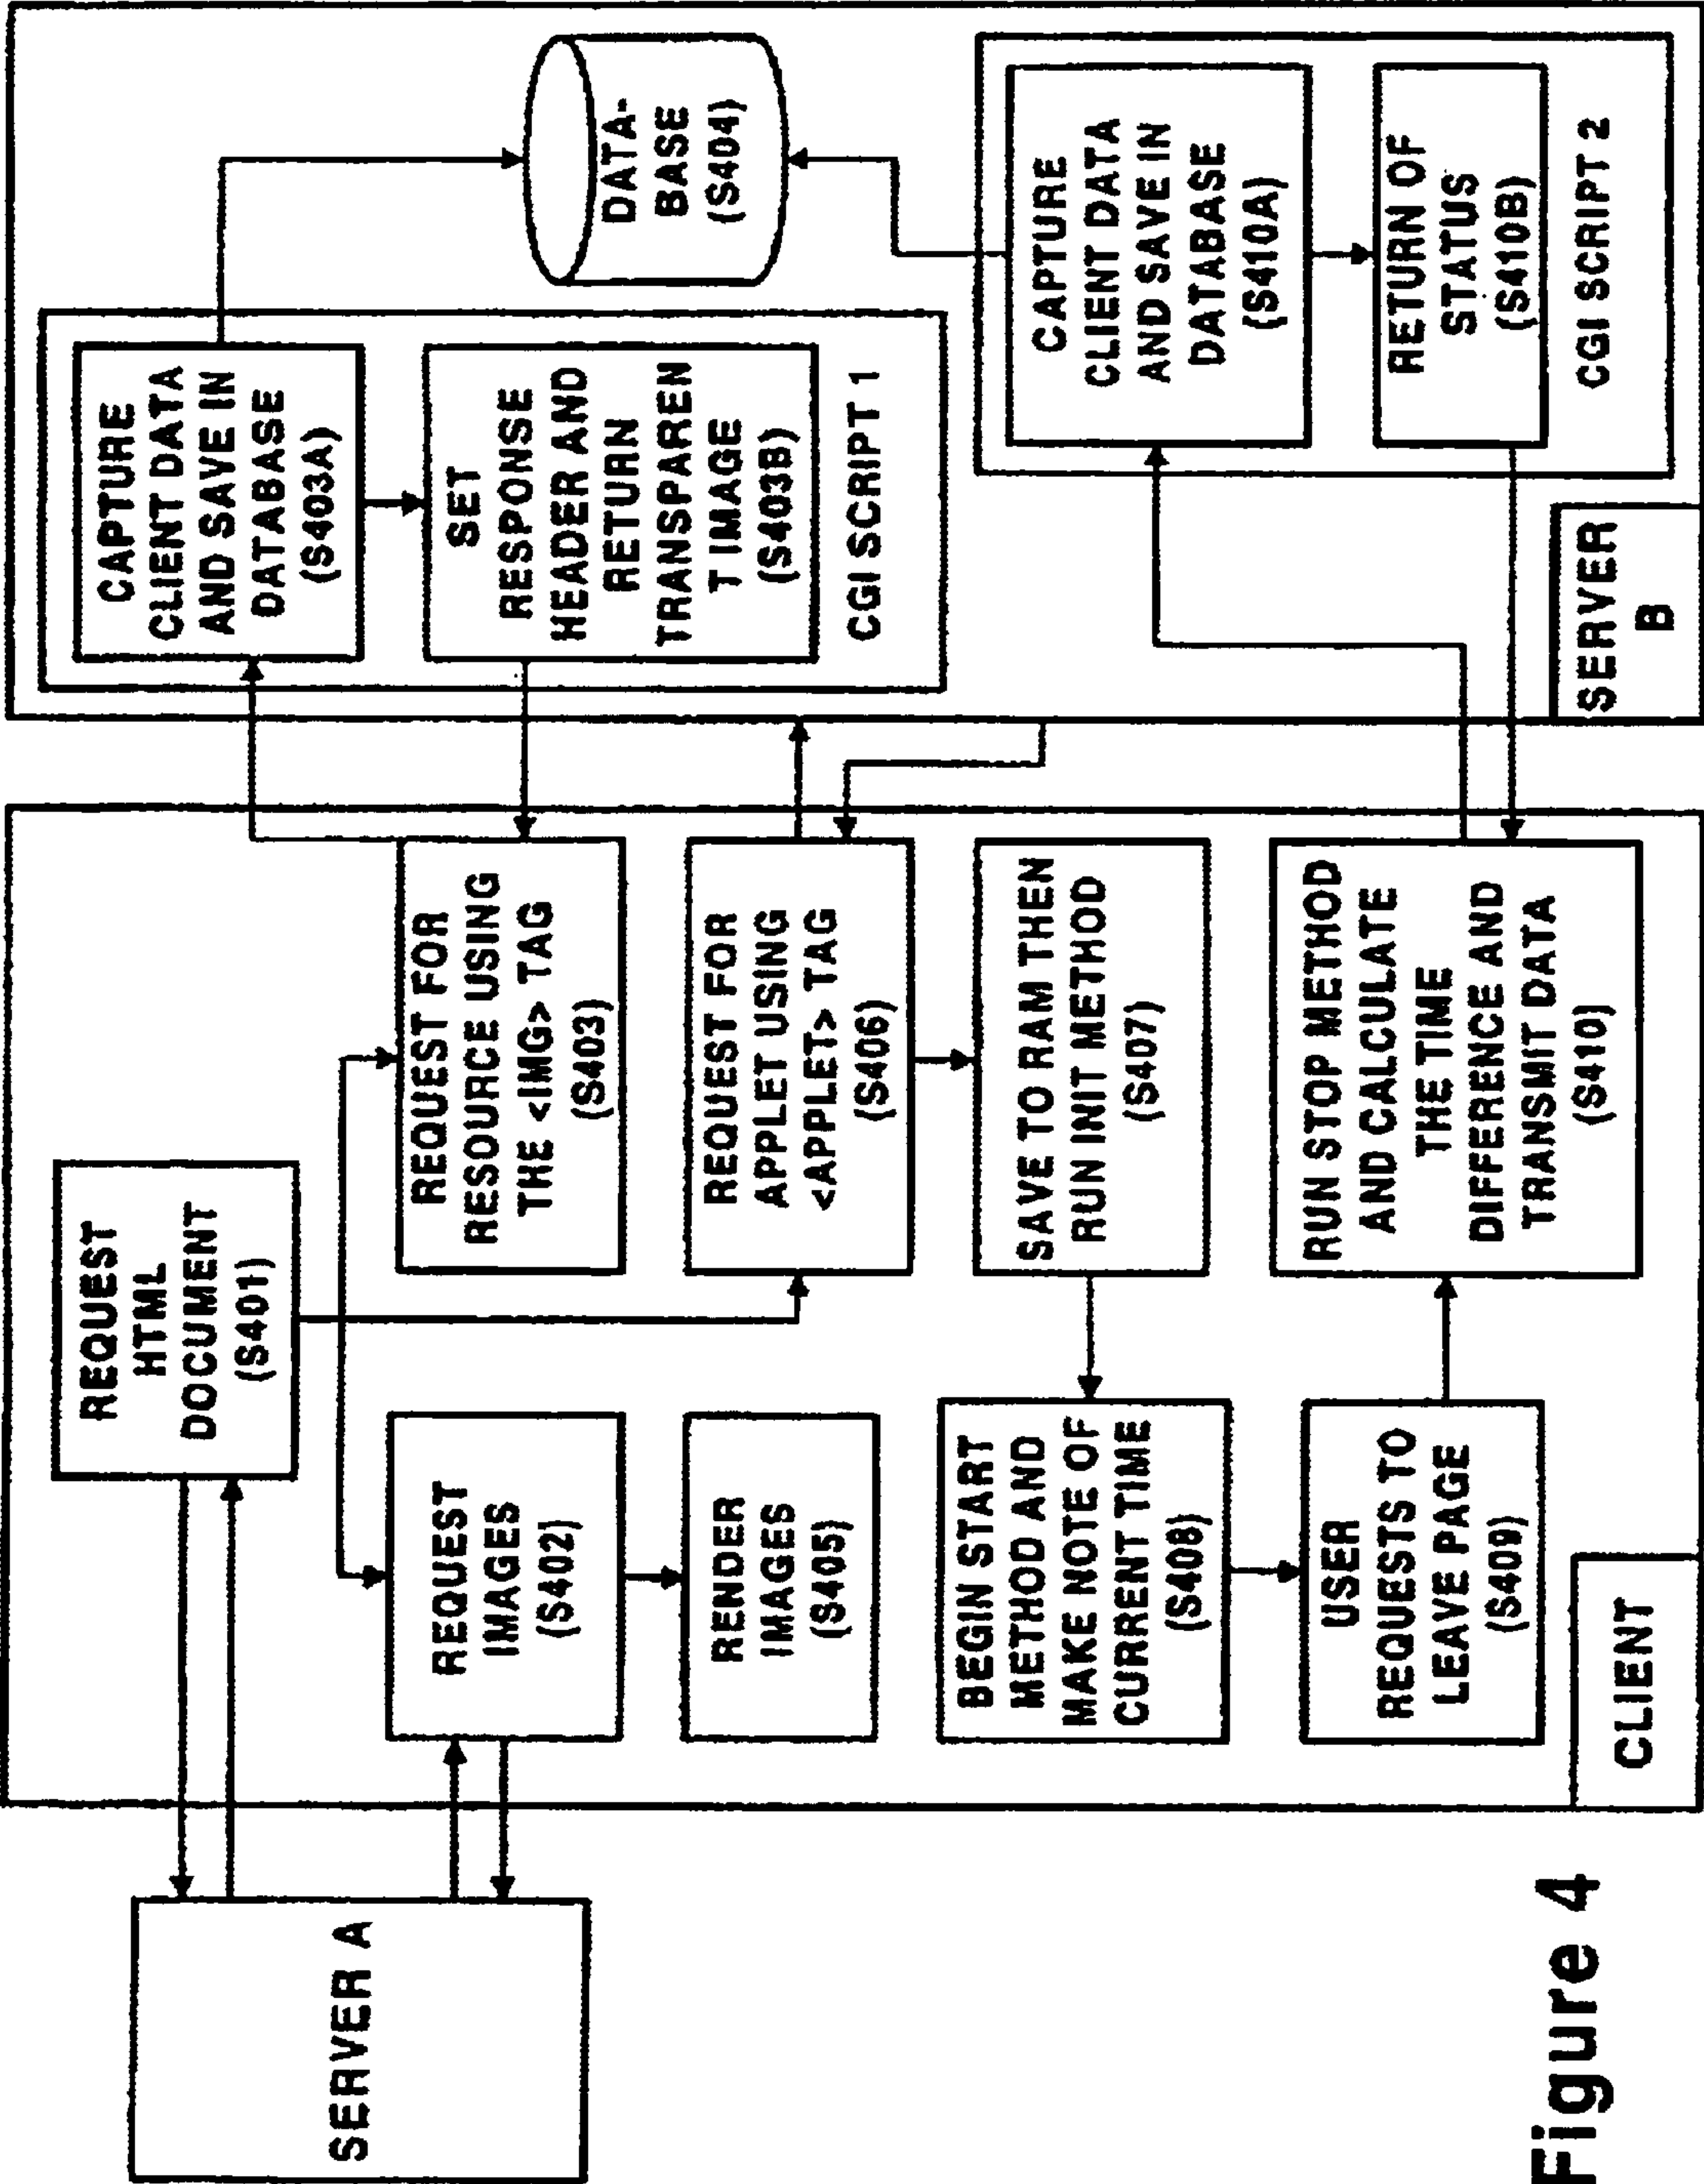 SERVER A
REQUEST
HTML
DOCUMENT
(S401)
REQUEST
IMAGES
(S402)
RENDER
IMAGES
(S405)
REQUEST FOR
RESOURCE USING
THE <IMG> TAG
(S403)
REQUEST FOR
APPLET USING
<APPLET> TAG
(S406)
SAVE TO RAM THEN
RUN INIT METHOD
(S407)
BEGIN START
METHOD AND
MAKE NOTE OF
CURRENT TIME
(S408)
USER
REQUESTS TO
LEAVE PAGE
(S409)
RUN STOP METHOD
AND CALCULATE
THE TIME
DIFFERENCE AND
TRANSMIT DATA
(S410)
CLIENT
CAPTURE
CLIENT DATA
AND SAVE IN
DATABASE
(S403A)
SET
RESPONSE
HEADER AND
RETURN
TRANSPAREN
T IMAGE
(S403B)
CGI SCRIPT 1
DATA-
BASE
(S404)
CAPTURE
CLIENT DATA
AND SAVE IN
DATABASE
(S410A)
RETURN OF
STATUS
(S410B)
CGI SCRIPT 2
SERVER
B
Figure 4